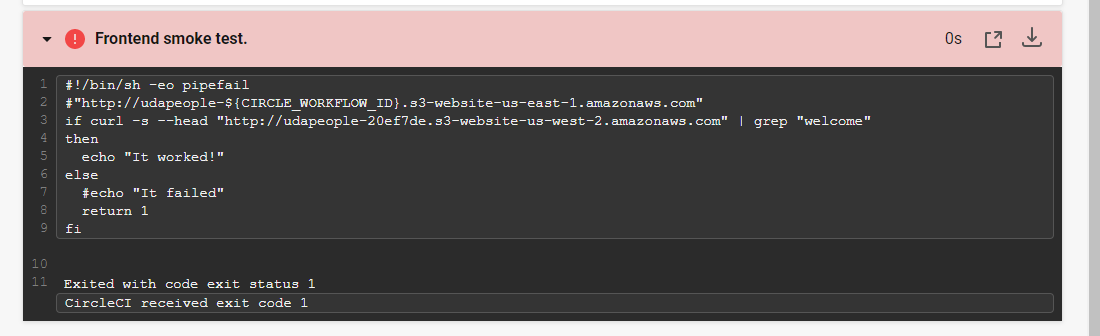 Frontend smoke test.
0s
1 #!/bin/sh -eo pipefail
2 #"http://udapeople-${CIRCLE_WORKFLOW_ID}.s3-website-us-east-1.amazonaws.com"
3 if curl -s --head "http://udapeople-20ef7de.s3-website-us-west-2.amazonaws.com" | grep "welcome"
4 then
5   echo "It worked!"
6 else
7   #echo "It failed"
8   return 1
9 fi
10
11 Exited with code exit status 1
CircleCI received exit code 1